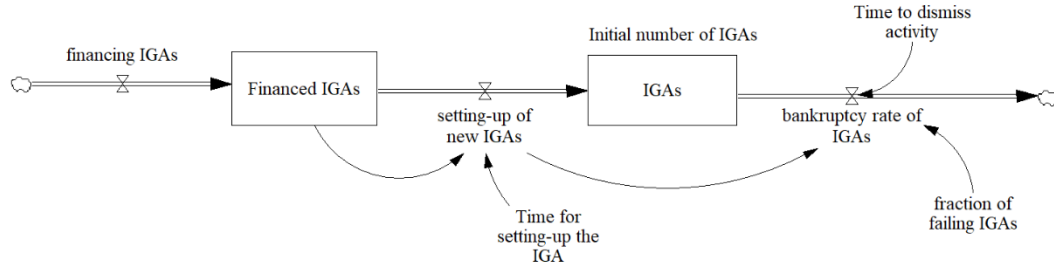 financing IGAs
Financed IGAs
setting-up of
new IGAs
Time for
setting-up the
IGA
Initial number of IGAs
IGAs
Time to dismiss
activity
bankruptcy rate of
IGAs
fraction of
failing IGAs